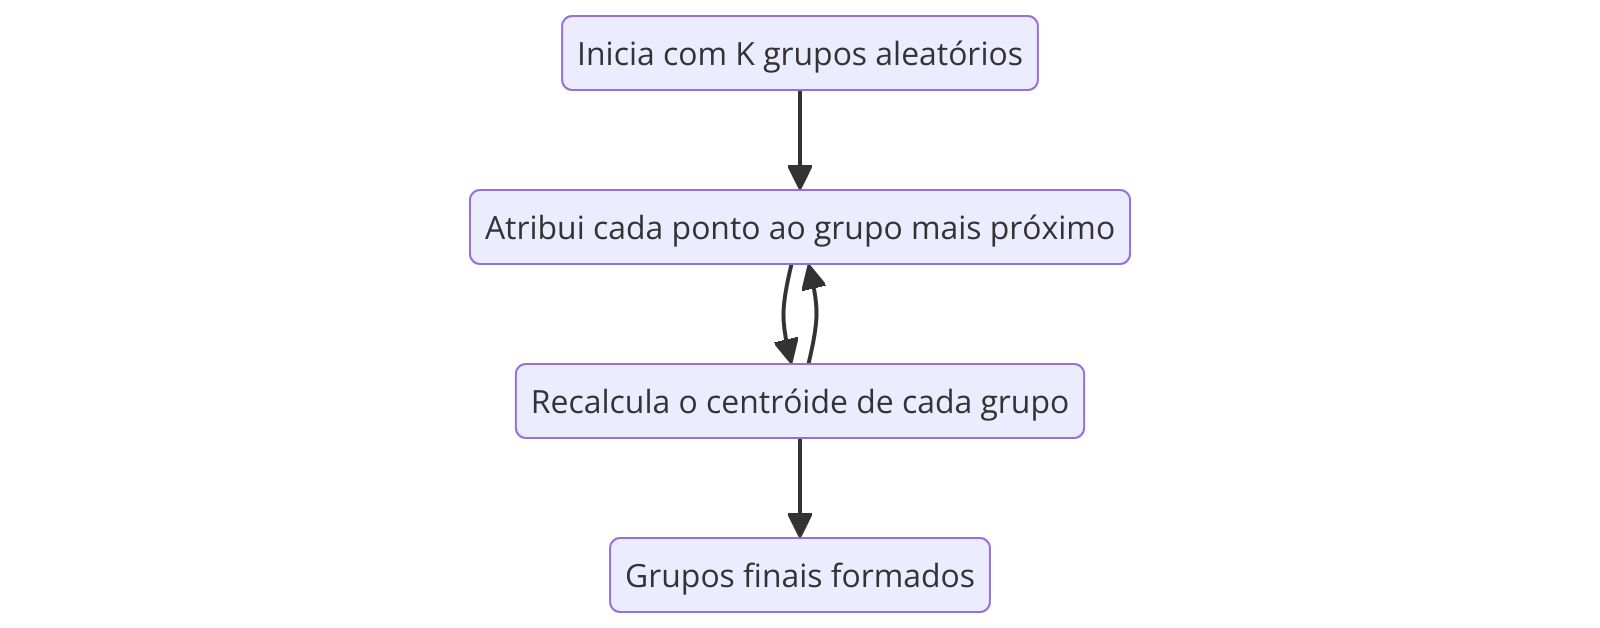 Inicia com K grupos aleatórios
Atribui cada ponto ao grupo mais próximo
Recalcula o centróide de cada grupo
Grupos finais formados